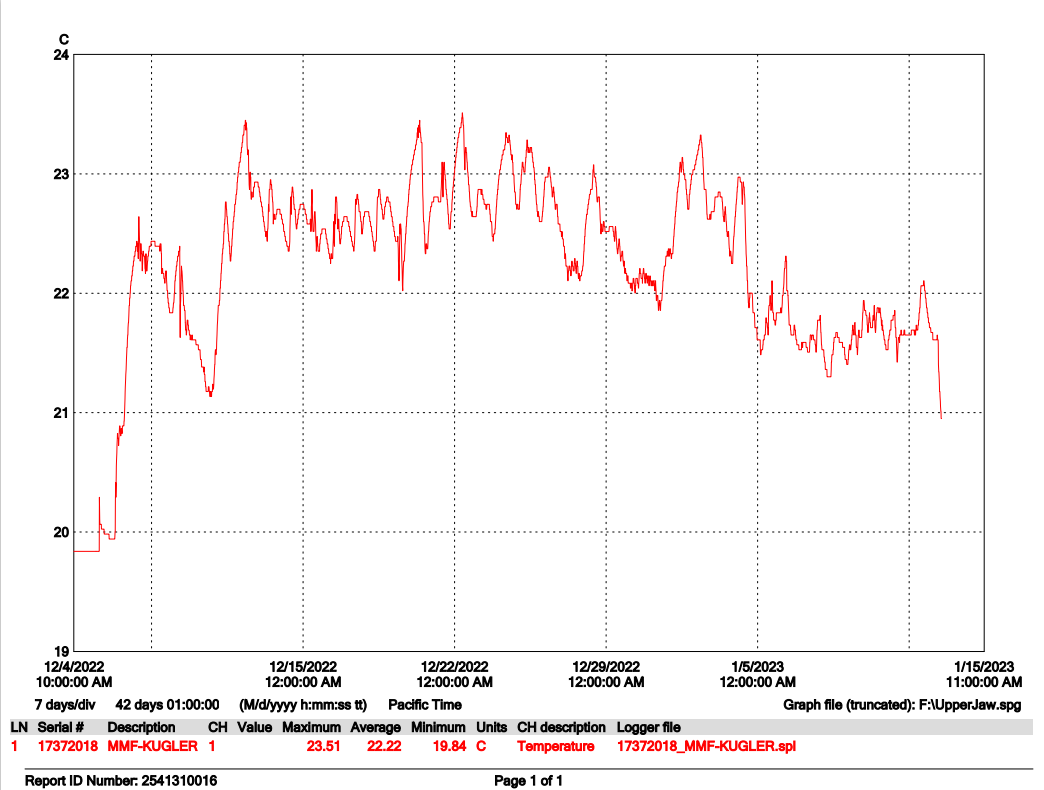 C
24
23
22
21
20
19
12/4/2022 12/15/2022 12/22/2022 12/29/2022 1/5/2023 1/15/2023
10:00:00 AM 12:00:00 AM 12:00:00 AM 12:00:00 AM 12:00:00 AM 11:00:00 AM
7 days/div 42 days 01:00:00 (M/d/yyyy h:mm:ss tt) Pacific Time Graph file (truncated): F:\UpperJaw.spg
LN Serial # Description CH Value Maximum Average Minimum Units CH description Logger file
1 17372018 MMF-KUGLER 1 23.51 22.22 19.84 C Temperature 17372018_MMF-KUGLER.spl
Report ID Number: 2541310016 Page 1 of 1